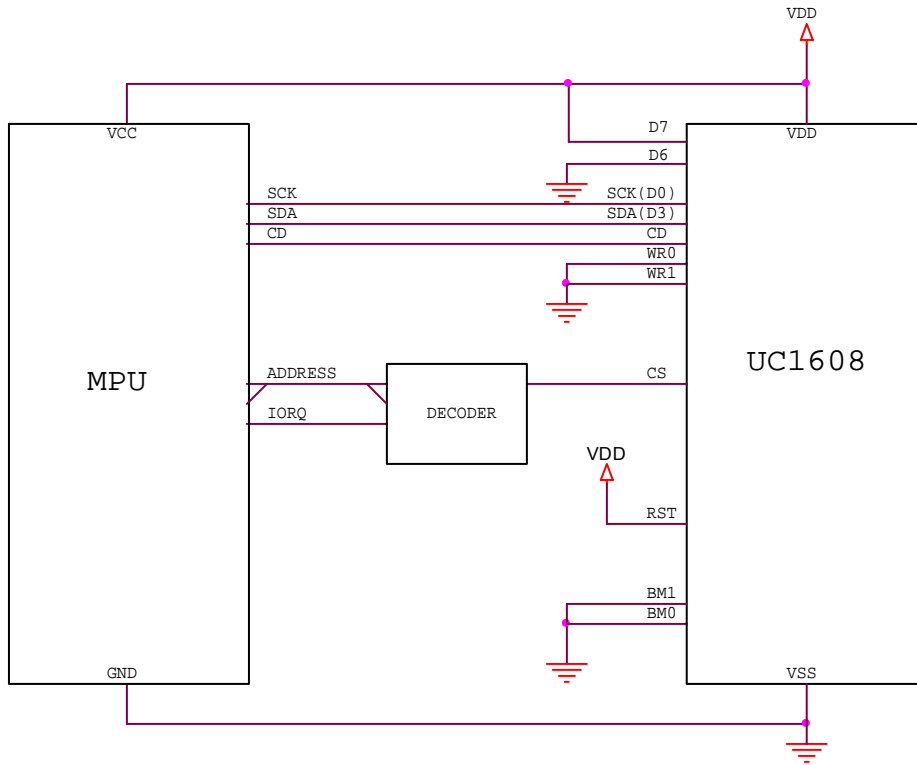 VDD
VCC
D7
VDD
D6
SCK
SCK(D0)
SDA
SDA(D3)
CD
CD
WR0
WR1
MPU
UC1608
ADDRESS
CS
IORQ
DECODER
VDD
RST
BM1
BM0
GND
VSS